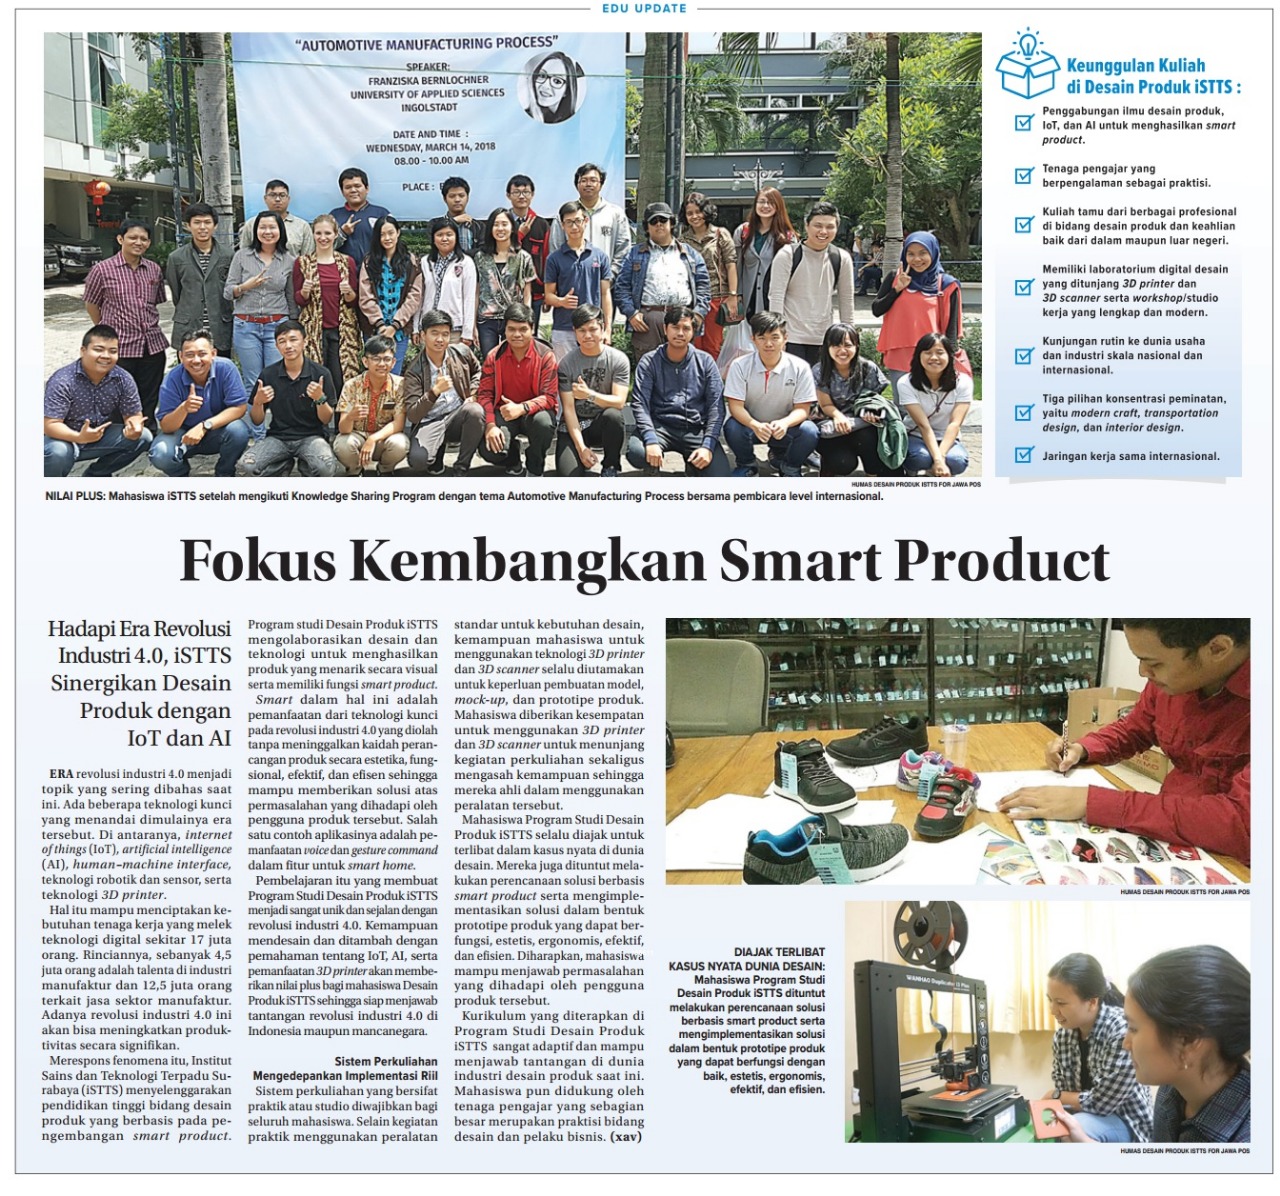 EDU UPDATE
“AUTOMOTIVE MANUFACTURING PROCESS”
SPEAKER:
FRANZISKA BERNLOCHNER
UNIVERSITY OF APPLIED SCIENCES
INGOLSTADT
DATE AND TIME :
WEDNESDAY, MARCH 14, 2018
08.00 - 10.00 AM
PLACE :
Keunggulan Kuliah
di Desain Produk iSTTS :
Penggabungan ilmu desain produk,
IoT, dan AI untuk menghasilkan smart
product.
Tenaga pengajar yang
berpengalaman sebagai praktisi.
Kuliah tamu dari berbagai profesional
di bidang desain produk dan keahlian
baik dari dalam maupun luar negeri.
Memiliki laboratorium digital desain
yang ditunjang 3D printer dan
3D scanner serta workshop/studio
kerja yang lengkap dan modern.
Kunjungan rutin ke dunia usaha
dan industri skala nasional dan
internasional.
Tiga pilihan konsentrasi peminatan,
yaitu modern craft, transportation
design, dan interior design.
Jaringan kerja sama internasional.
HUMAS DESAIN PRODUK ISTTS FOR JAWA POS
NILAI PLUS: Mahasiswa iSTTS setelah mengikuti Knowledge Sharing Program dengan tema Automotive Manufacturing Process bersama pembicara level internasional.
Fokus Kembangkan Smart Product
Hadapi Era Revolusi
Industri 4.0, iSTTS
Sinergikan Desain
Produk dengan
IoT dan AI
ERA revolusi industri 4.0 menjadi
topik yang sering dibahas saat
ini. Ada beberapa teknologi kunci
yang menandai dimulainya era
tersebut. Di antaranya, internet
of things (IoT), artificial intelligence
(AI), human–machine interface,
teknologi robotik dan sensor, serta
teknologi 3D printer.
Hal itu mampu menciptakan ke-
butuhan tenaga kerja yang melek
teknologi digital sekitar 17 juta
orang. Rinciannya, sebanyak 4,5
juta orang adalah talenta di industri
manufaktur dan 12,5 juta orang
terkait jasa sektor manufaktur.
Adanya revolusi industri 4.0 ini
akan bisa meningkatkan produk-
tivitas secara signifikan.
Merespons fenomena itu, Institut
Sains dan Teknologi Terpadu Su-
rabaya (iSTTS) menyelenggarakan
pendidikan tinggi bidang desain
produk yang berbasis pada pe-
ngembangan smart product.
Program studi Desain Produk iSTTS
mengolaborasikan desain dan
teknologi untuk menghasilkan
produk yang menarik secara visual
serta memiliki fungsi smart product.
Smart dalam hal ini adalah
pemanfaatan dari teknologi kunci
pada revolusi industri 4.0 yang diolah
tanpa meninggalkan kaidah peran-
cangan produk secara estetika, fung-
sional, efektif, dan efisen sehingga
mampu memberikan solusi atas
permasalahan yang dihadapi oleh
pengguna produk tersebut. Salah
satu contoh aplikasinya adalah pe-
manfaatan voice dan gesture command
dalam fitur untuk smart home.
Pembelajaran itu yang membuat
Program Studi Desain Produk iSTTS
menjadi sangat unik dan sejalan dengan
revolusi industri 4.0. Kemampuan
mendesain dan ditambah dengan
pemahaman tentang IoT, AI, serta
pemanfaatan 3D printer akan membe-
rikan nilai plus bagi mahasiswa Desain
Produk iSTTS sehingga siap menjawab
tantangan revolusi industri 4.0 di
Indonesia maupun mancanegara.
Sistem Perkuliahan
Mengedepankan Implementasi Riil
Sistem perkuliahan yang bersifat
praktik atau studio diwajibkan bagi
seluruh mahasiswa. Selain kegiatan
praktik menggunakan peralatan
standar untuk kebutuhan desain,
kemampuan mahasiswa untuk
menggunakan teknologi 3D printer
dan 3D scanner selalu diutamakan
untuk keperluan pembuatan model,
mock-up, dan prototipe produk.
Mahasiswa diberikan kesempatan
untuk menggunakan 3D printer
dan 3D scanner untuk menunjang
kegiatan perkuliahan sekaligus
mengasah kemampuan sehingga
mereka ahli dalam menggunakan
peralatan tersebut.
Mahasiswa Program Studi Desain
Produk iSTTS selalu diajak untuk
terlibat dalam kasus nyata di dunia
desain. Mereka juga dituntut mela-
kukan perencanaan solusi berbasis
smart product serta mengimple-
mentasikan solusi dalam bentuk
prototipe produk yang dapat ber-
fungsi, estetis, ergonomis, efektif,
dan efisien. Diharapkan, mahasiswa
mampu menjawab permasalahan
yang dihadapi oleh pengguna
produk tersebut.
Kurikulum yang diterapkan di
Program Studi Desain Produk
iSTTS sangat adaptif dan mampu
menjawab tantangan di dunia
industri desain produk saat ini.
Mahasiswa pun didukung oleh
tenaga pengajar yang sebagian
besar merupakan praktisi bidang
desain dan pelaku bisnis. (xav)
HUMAS DESAIN PRODUK ISTTS FOR JAWA POS
DIAJAK TERLIBAT
KASUS NYATA DUNIA DESAIN:
Mahasiswa Program Studi
Desain Produk iSTTS dituntut
melakukan perencanaan solusi
berbasis smart product serta
mengimplementasikan solusi
dalam bentuk prototipe produk
yang dapat berfungsi dengan
baik, estetis, ergonomis,
efektif, dan efisien.
WANHAO Duplicator i3 Plus
HUMAS DESAIN PRODUK ISTTS FOR JAWA POS